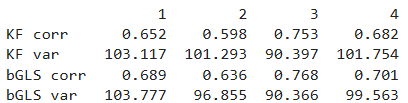 1 2 3 4
KF corr 0.652 0.598 0.753 0.682
KF var 103.117 101.293 90.397 101.754
bGLS corr 0.689 0.636 0.768 0.701
bGLS var 103.777 96.855 90.366 99.563